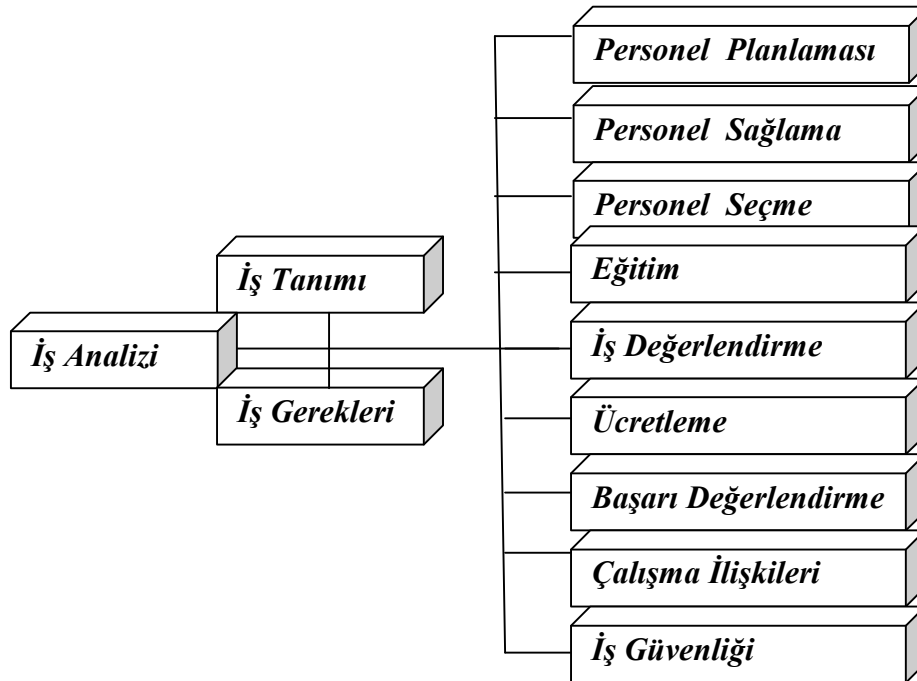 Personel Planlaması
Personel Sağlama
Personel Seçme
İş Tanımı
Eğitim
İş Analizi
İş Değerlendirme
İş Gerekleri
Ücretleme
Başarı Değerlendirme
Çalışma İlişkileri
İş Güvenliği